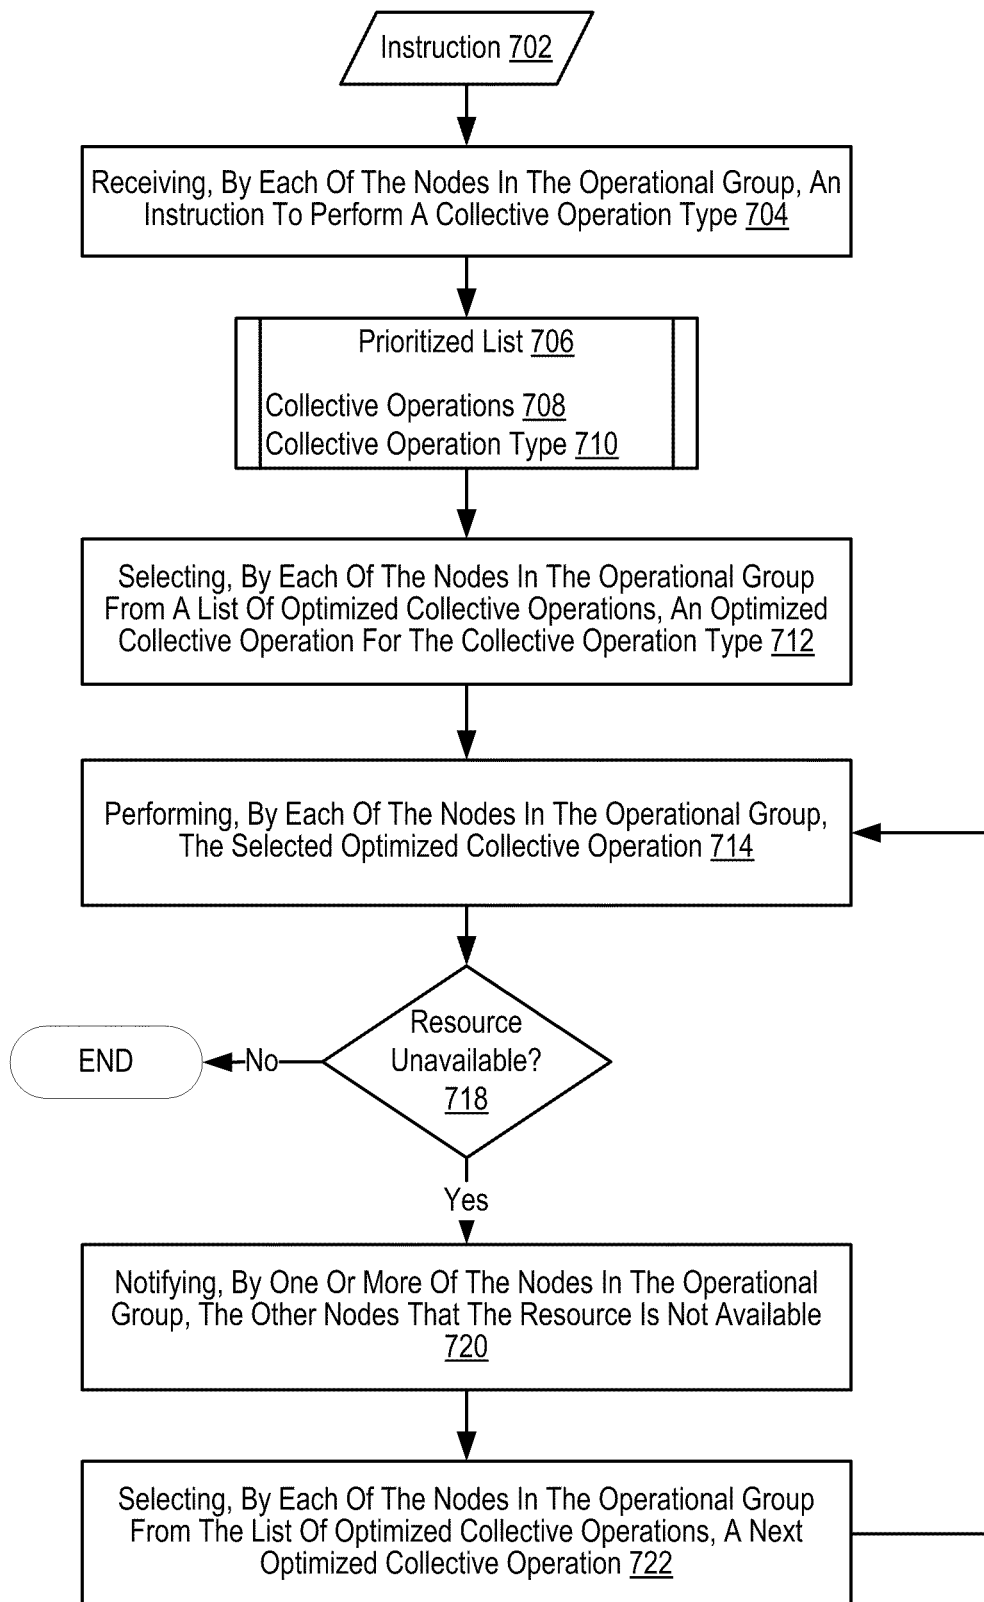 Instruction 702
Receiving, By Each Of The Nodes In The Operational Group, An
Instruction To Perform A Collective Operation Type 704
Prioritized List 706
Collective Operations 708
Collective Operation Type 710
Selecting, By Each Of The Nodes In The Operational Group
From A List Of Optimized Collective Operations, An Optimized
Collective Operation For The Collective Operation Type 712
Performing, By Each Of The Nodes In The Operational Group,
The Selected Optimized Collective Operation 714
Resource
Unavailable?
718
No
END
Yes
Notifying, By One Or More Of The Nodes In The Operational
Group, The Other Nodes That The Resource Is Not Available
720
Selecting, By Each Of The Nodes In The Operational Group
From The List Of Optimized Collective Operations, A Next
Optimized Collective Operation 722